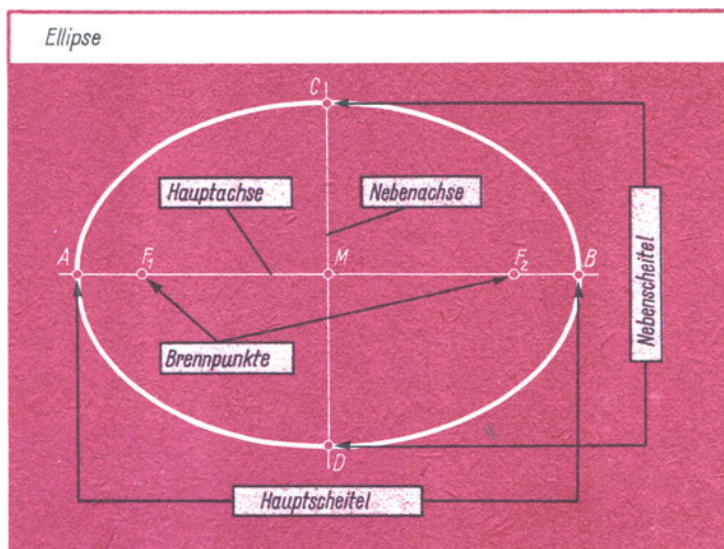 Ellipse
C
Hauptachse
Nebenachse
A
F₁
M
F₂
B
Nebenscheitel
Brennpunkte
D
Hauptscheitel